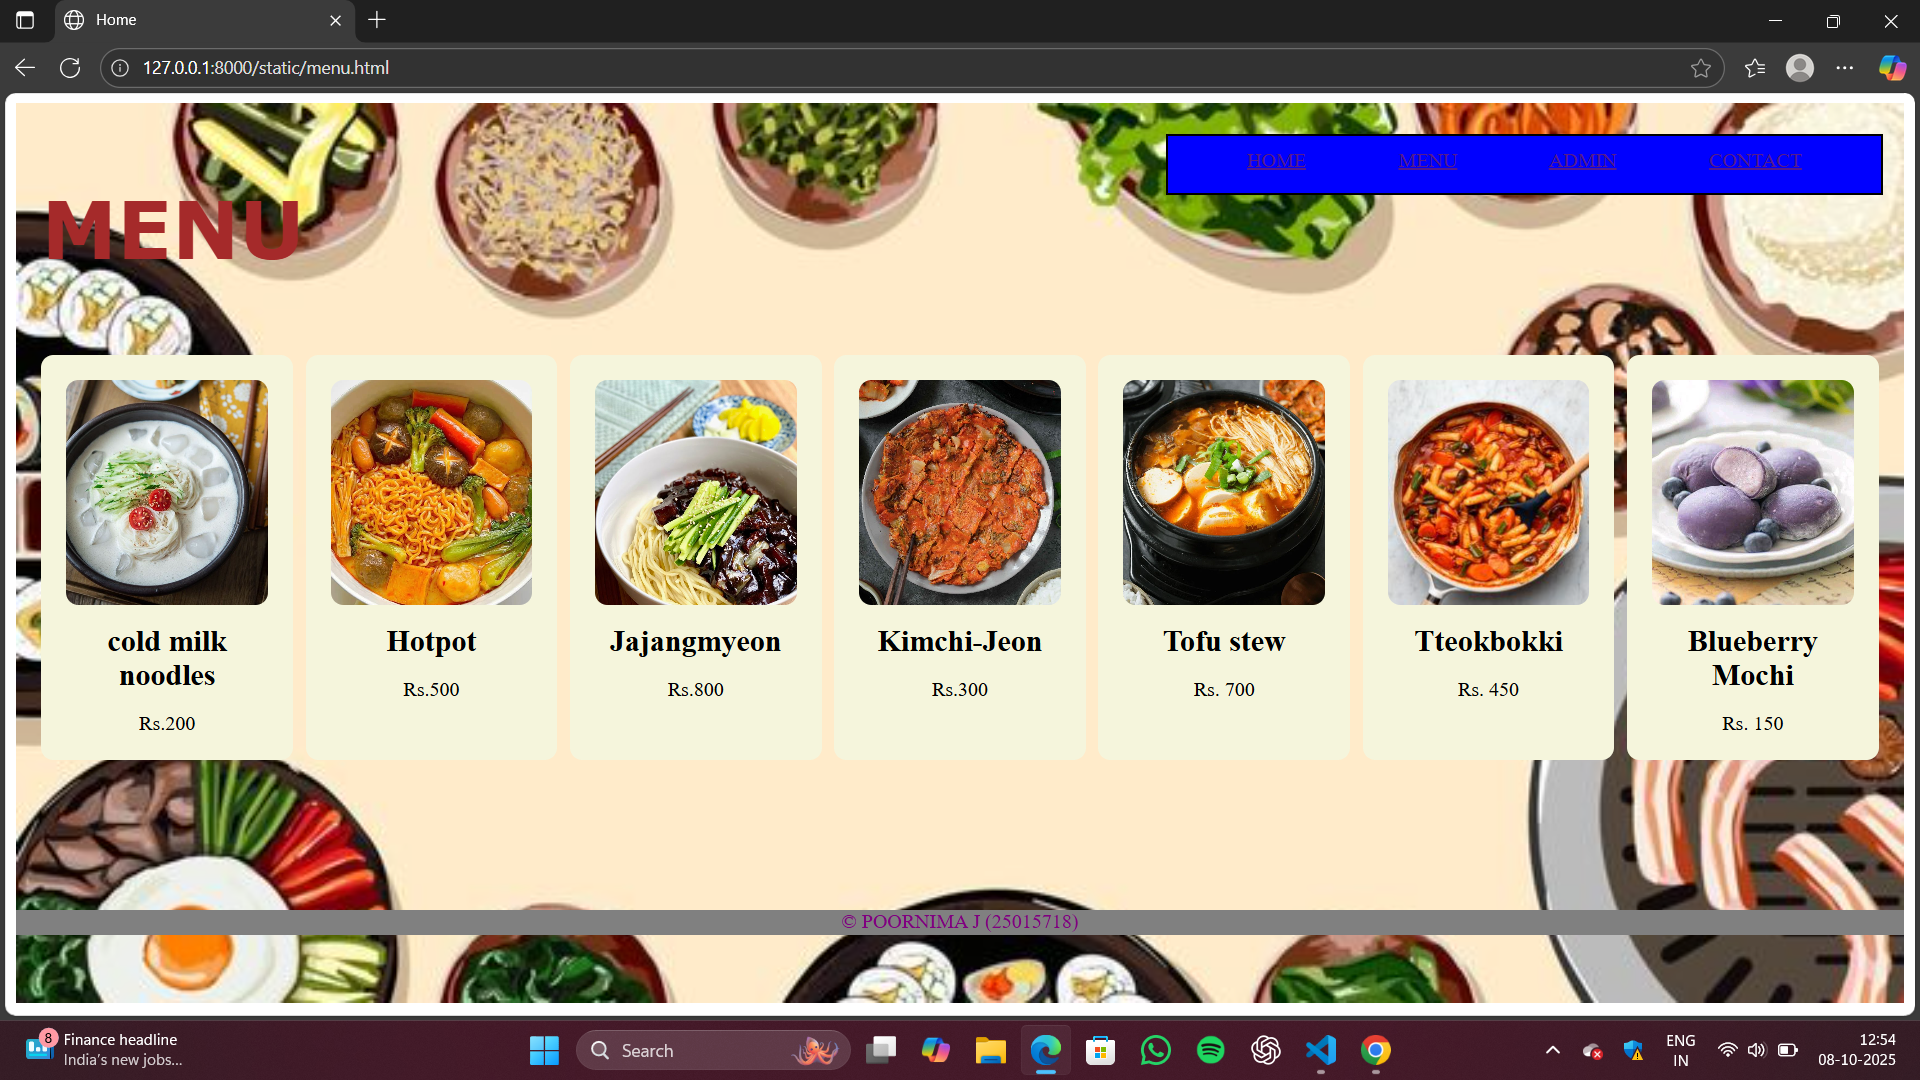 Home
127.0.0.1:8000/static/menu.html
HOME MENU ADMIN CONTACT
MENU
cold milk
noodles
Rs.200
Hotpot
Rs.500
Jajangmyeon
Rs.800
Kimchi-Jeon
Rs.300
Tofu stew
Rs. 700
Tteokbokki
Rs. 450
Blueberry
Mochi
Rs. 150
© POORNIMA J (25015718)
8
Finance headline
India's new jobs...
Search
ENG
IN
12:54
08-10-2025